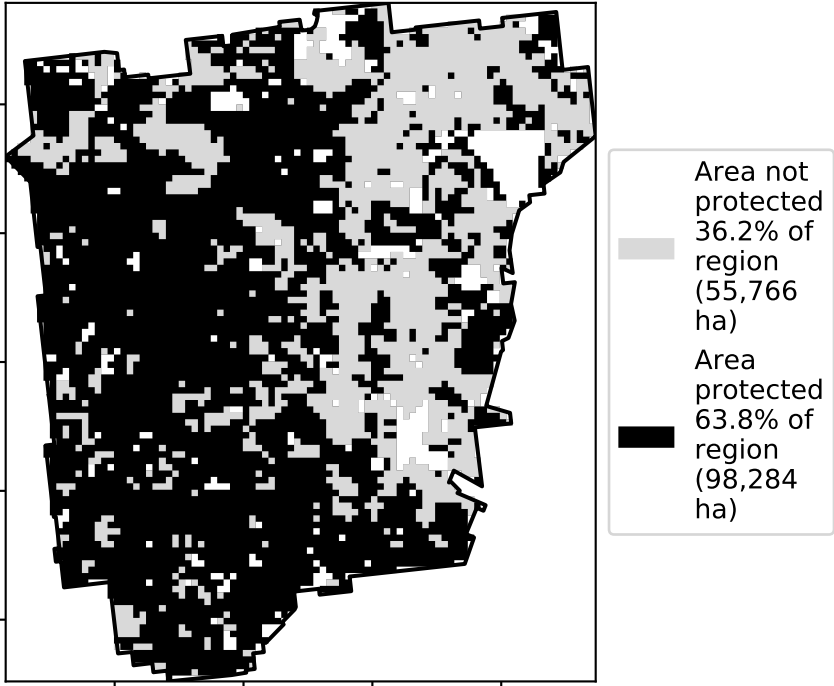 Area not
protected
36.2% of
region
(55,766
ha)
Area
protected
63.8% of
region
(98,284
ha)